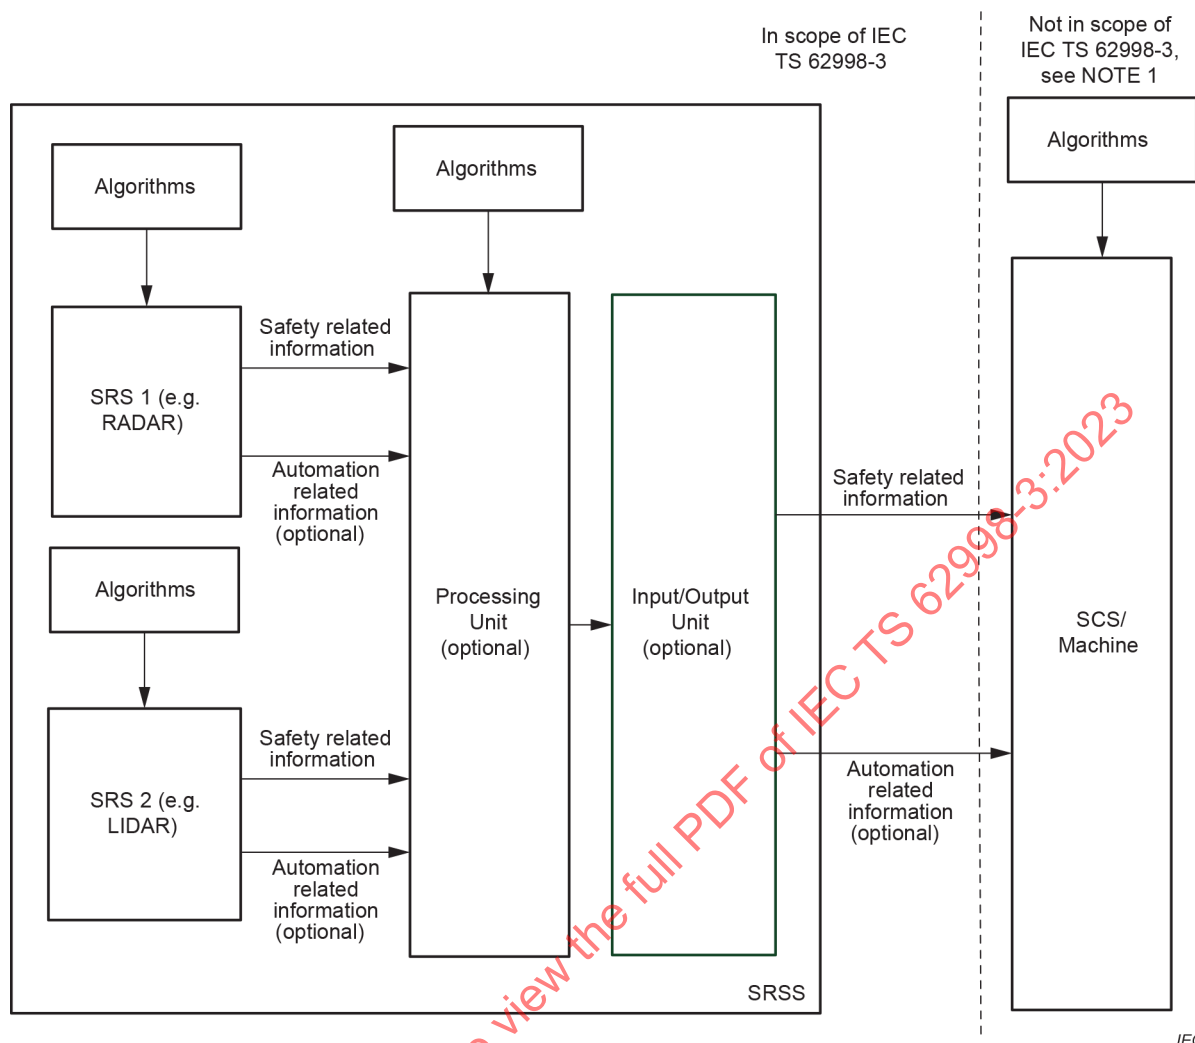 In scope of IEC
TS 62998-3
Not in scope of
IEC TS 62998-3,
see NOTE 1
Algorithms
Algorithms
Algorithms
SRS 1 (e.g.
RADAR)
Safety related
information
Automation
related
information
(optional)
Algorithms
SRS 2 (e.g.
LIDAR)
Safety related
information
Automation
related
information
(optional)
Processing
Unit
(optional)
Input/Output
Unit
(optional)
Safety related
information
Automation
related
information
(optional)
SCS/
Machine
SRSS
view the full PDF of IEC TS 62998-3:2023
IEC